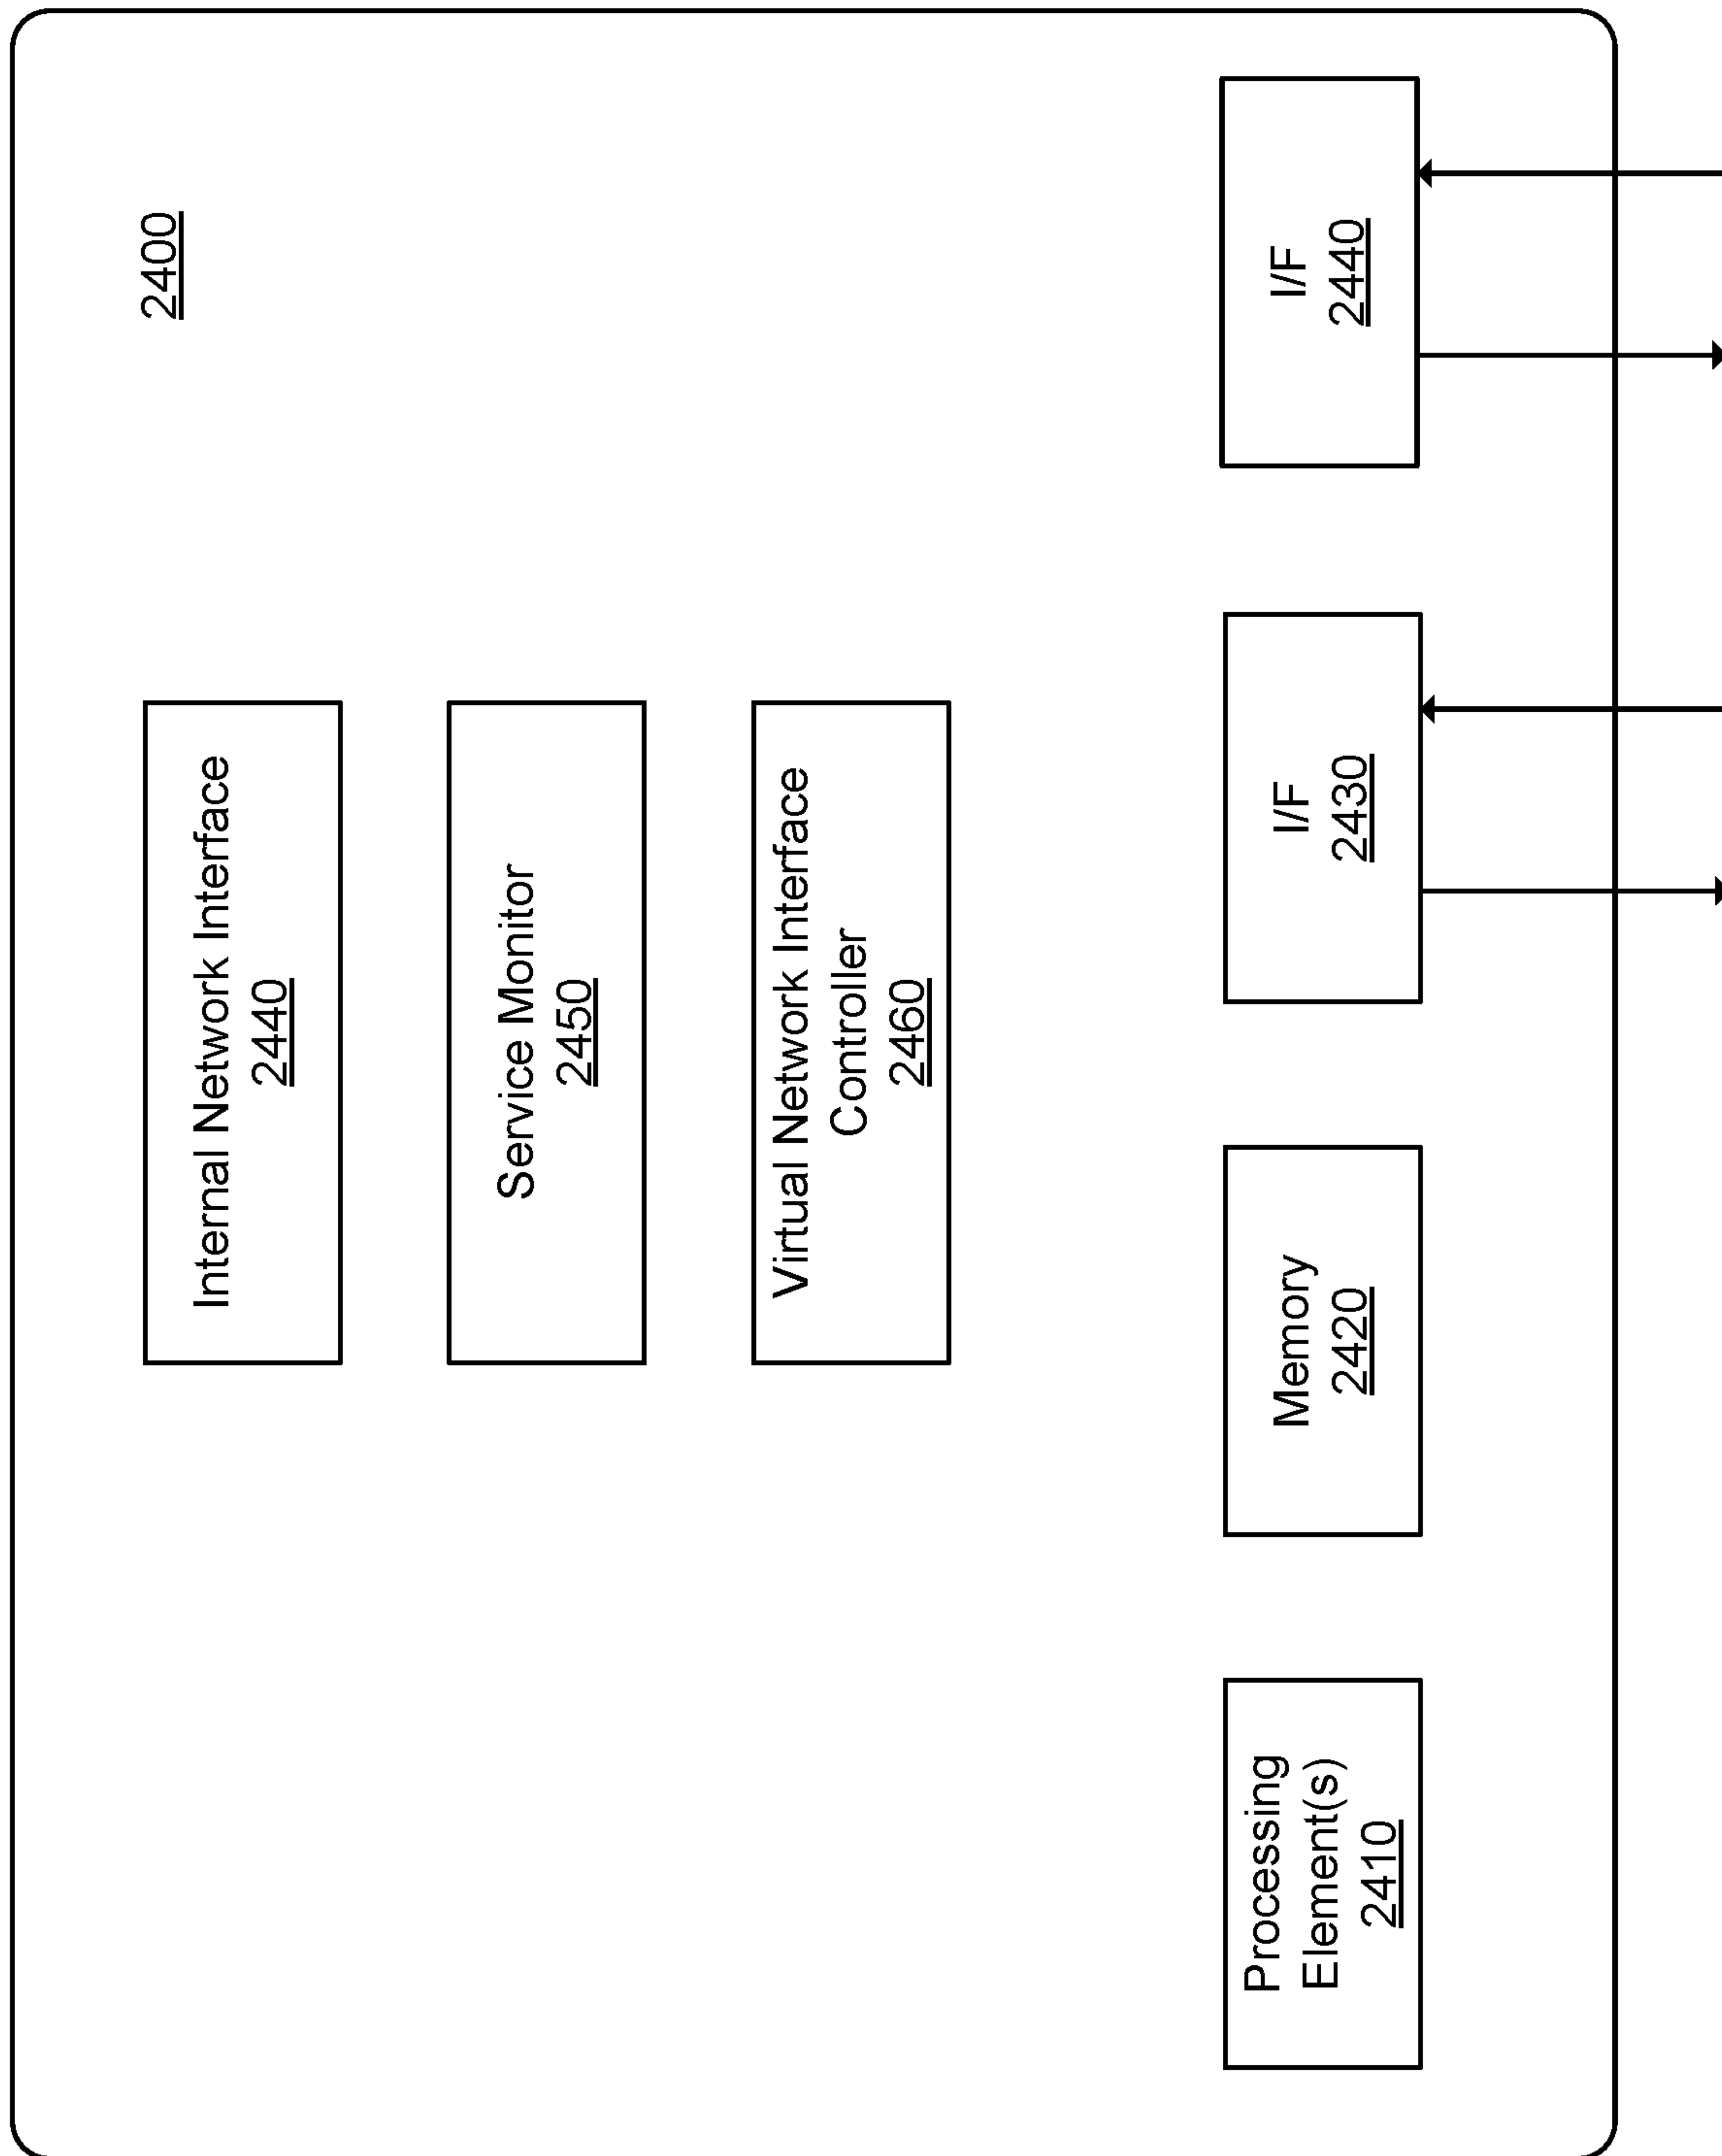 2400
Internal Network Interface
2440
Service Monitor
2450
Virtual Network Interface
Controller
2460
Processing
Element(s)
2410
Memory
2420
I/F
2430
I/F
2440